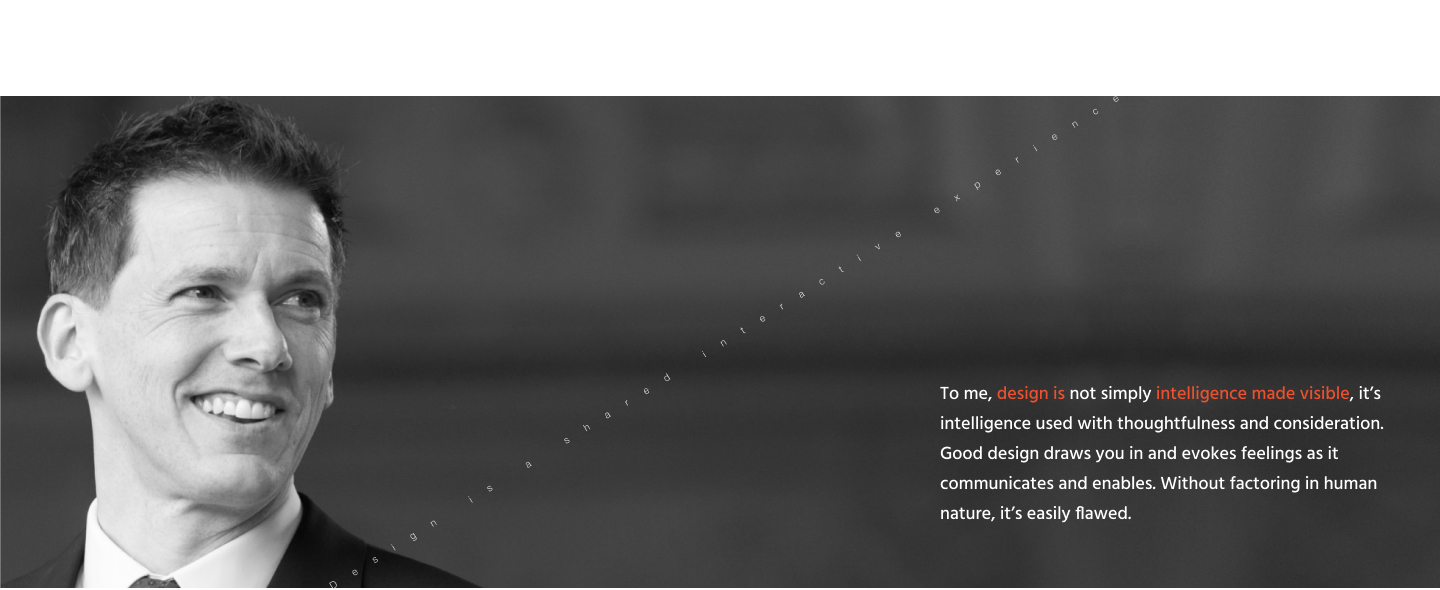 Design is a shared interactive experience
To me, design is not simply intelligence made visible, it’s
intelligence used with thoughtfulness and consideration.
Good design draws you in and evokes feelings as it
communicates and enables. Without factoring in human
nature, it’s easily flawed.